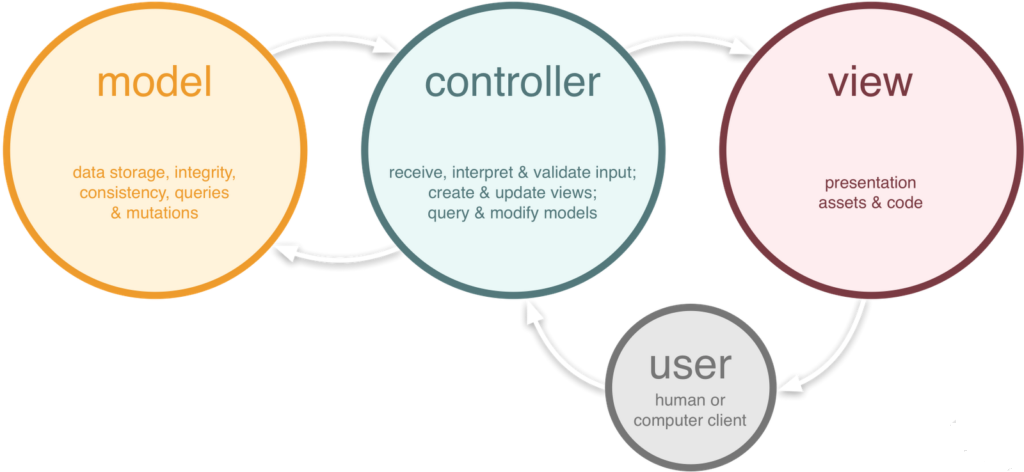 model
data storage, integrity,
consistency, queries
& mutations
controller
receive, interpret & validate input;
create & update views;
query & modify models
view
presentation
assets & code
user
human or
computer client